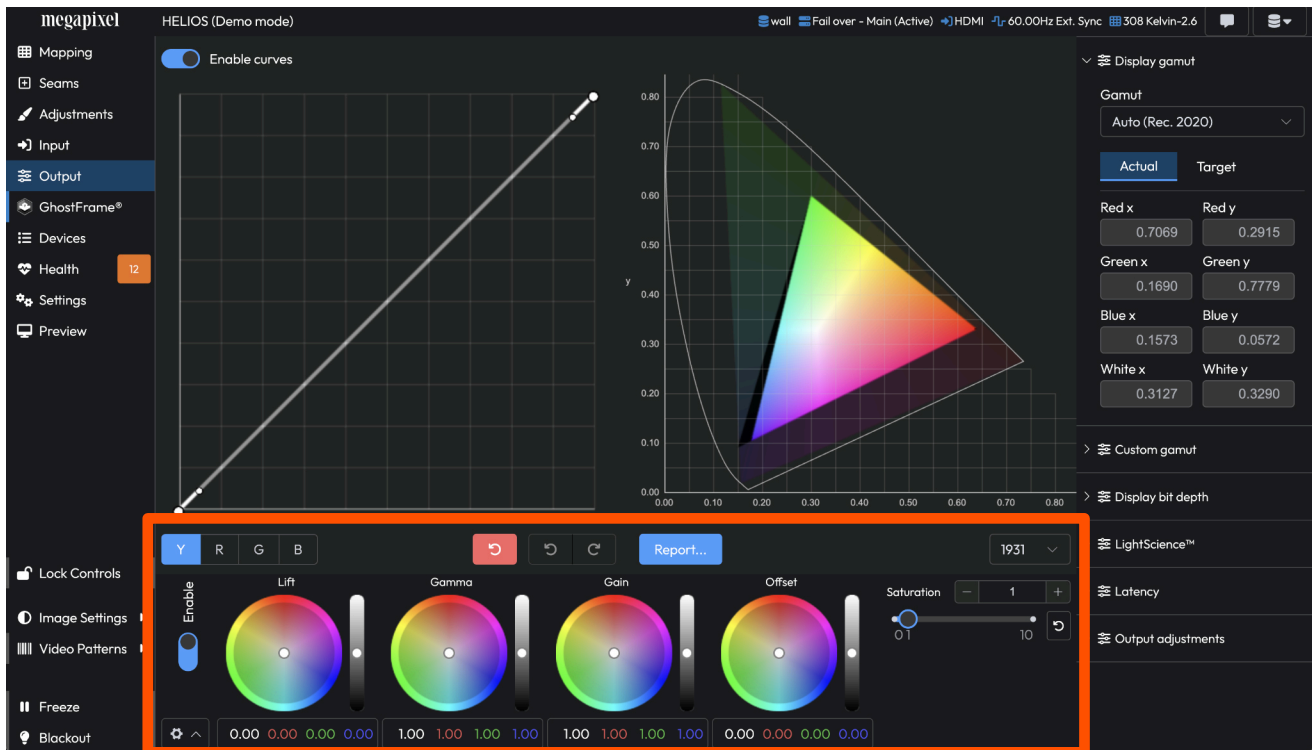 megapixel
HELIOS (Demo mode)
wall Fail over - Main (Active) HDMI 60.00Hz Ext. Sync 308 Kelvin-2.6
Mapping
Seams
Adjustments
Input
Output
GhostFrame®
Devices
Health 12
Settings
Preview
Lock Controls
Image Settings
Video Patterns
Freeze
Blackout
Enable curves
0.80
0.70
0.60
0.50
y
0.40
0.30
0.20
0.10
0.00
0.00 0.10 0.20 0.30 0.40 0.50 0.60 0.70 0.80
Y R G B
Report...
1931
Enable
Lift Gamma Gain Offset
Saturation 1
0 1 10
0.00 0.00 0.00 0.00 1.00 1.00 1.00 1.00 1.00 1.00 1.00 1.00 0.00 0.00 0.00 0.00
Display gamut
Gamut
Auto (Rec. 2020)
Actual Target
Red x Red y
0.7069 0.2915
Green x Green y
0.1690 0.7779
Blue x Blue y
0.1573 0.0572
White x White y
0.3127 0.3290
Custom gamut
Display bit depth
LightScience™
Latency
Output adjustments